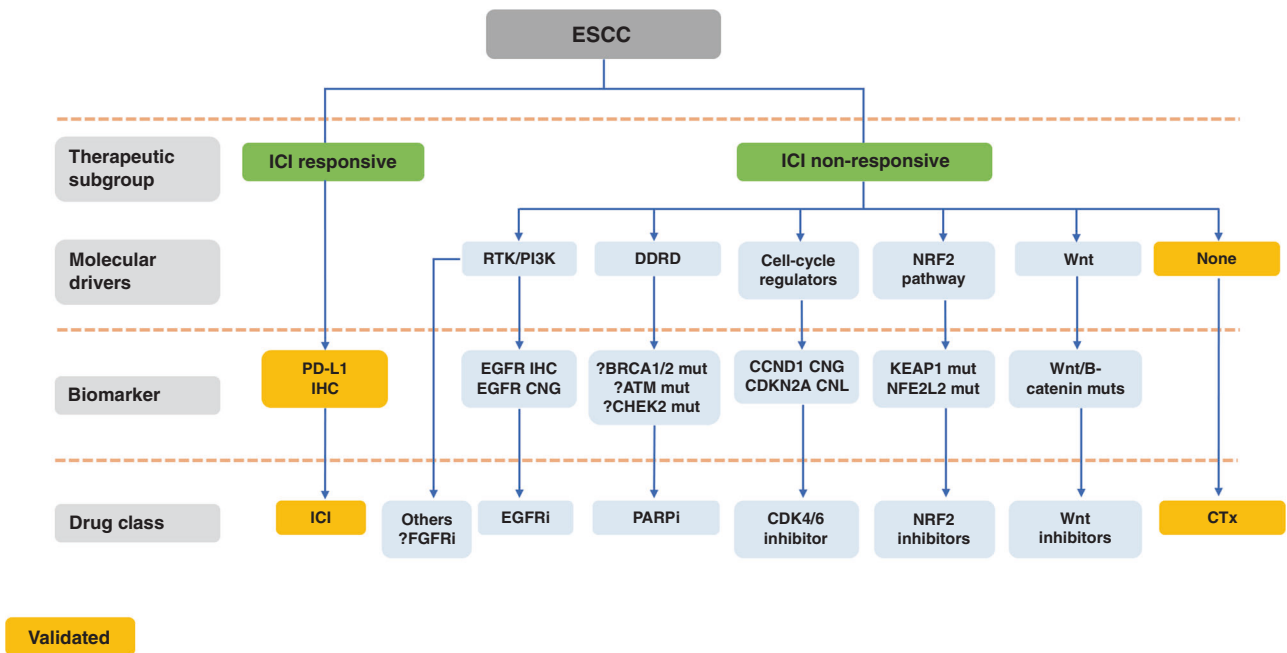 ESCC
Therapeutic
subgroup
ICI responsive
ICI non-responsive
Molecular
drivers
RTK/PI3K
DDRD
Cell-cycle
regulators
NRF2
pathway
Wnt
None
Biomarker
PD-L1
IHC
EGFR IHC
EGFR CNG
?BRCA1/2 mut
?ATM mut
?CHEK2 mut
CCND1 CNG
CDKN2A CNL
KEAP1 mut
NFE2L2 mut
Wnt/B-
catenin muts
Drug class
ICI
Others
?FGFRi
EGFRi
PARPi
CDK4/6
inhibitor
NRF2
inhibitors
Wnt
inhibitors
CTx
Validated